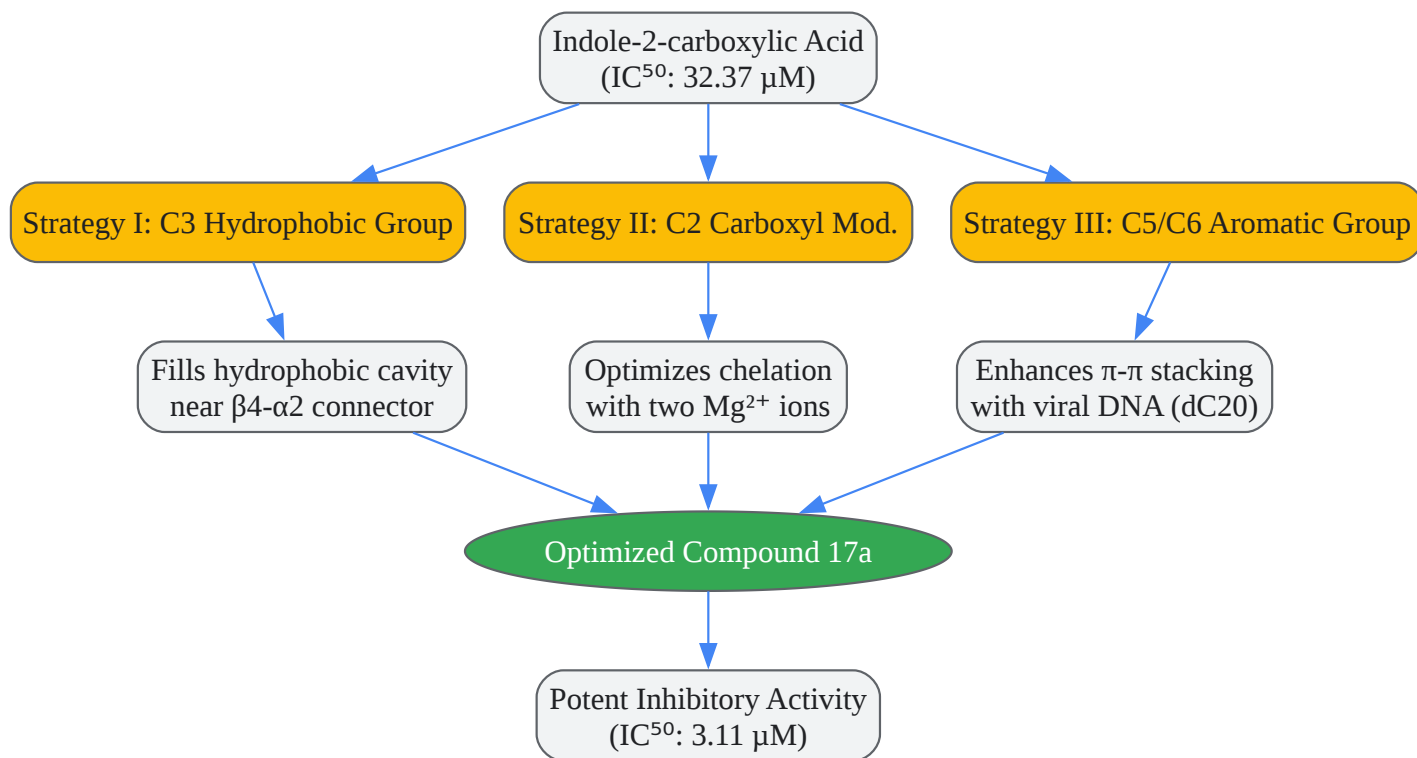 Indole-2-carboxylic Acid
(IC⁵⁰: 32.37 µM)
Strategy I: C3 Hydrophobic Group
Strategy II: C2 Carboxyl Mod.
Strategy III: C5/C6 Aromatic Group
Fills hydrophobic cavity
near β4-α2 connector
Optimizes chelation
with two Mg²⁺ ions
Enhances π-π stacking
with viral DNA (dC20)
Optimized Compound 17a
Potent Inhibitory Activity
(IC⁵⁰: 3.11 µM)